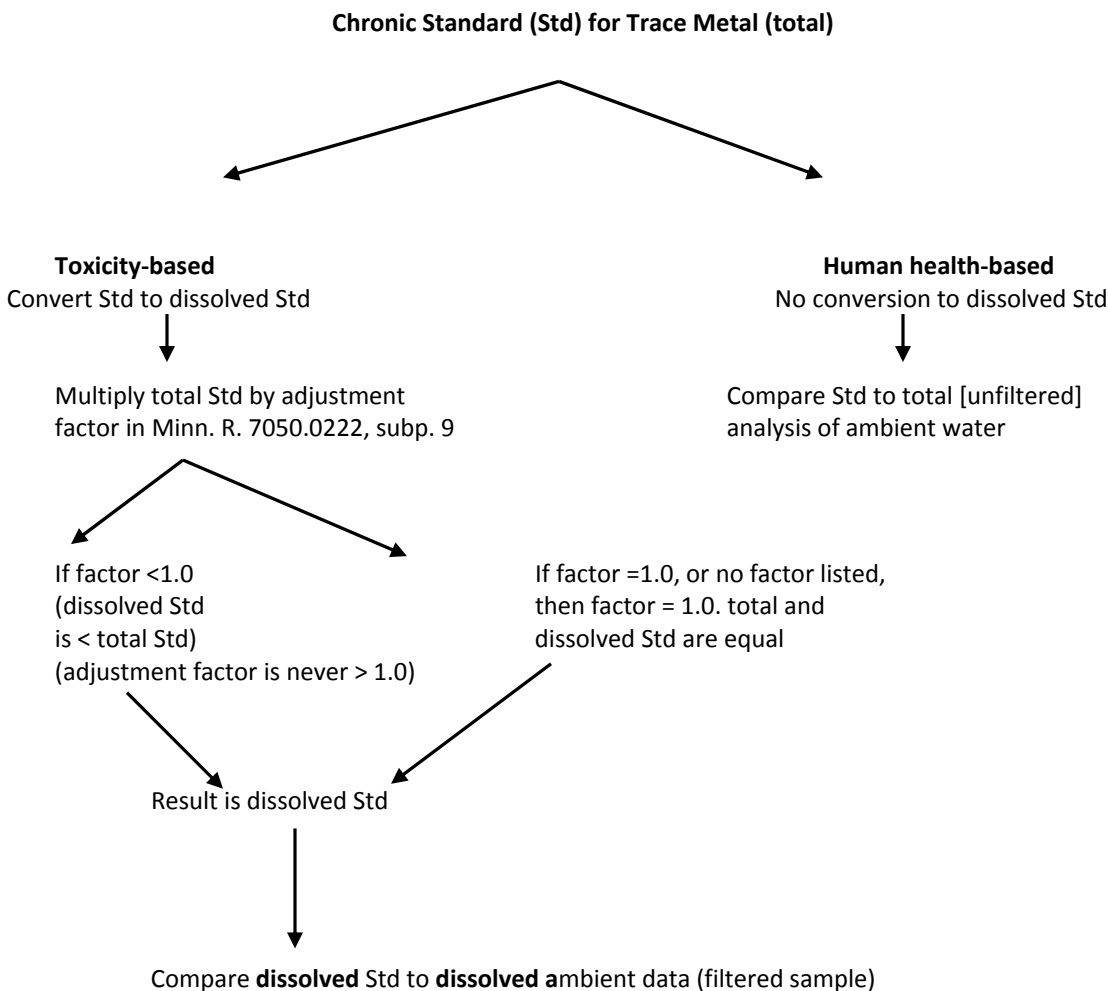 Chronic Standard (Std) for Trace Metal (total)
Toxicity-based
Convert Std to dissolved Std
Human health-based
No conversion to dissolved Std
Multiply total Std by adjustment
factor in Minn. R. 7050.0222, subp. 9
Compare Std to total [unfiltered]
analysis of ambient water
If factor <1.0
(dissolved Std
is < total Std)
(adjustment factor is never > 1.0)
If factor =1.0, or no factor listed,
then factor = 1.0. total and
dissolved Std are equal
Result is dissolved Std
Compare dissolved Std to dissolved ambient data (filtered sample)